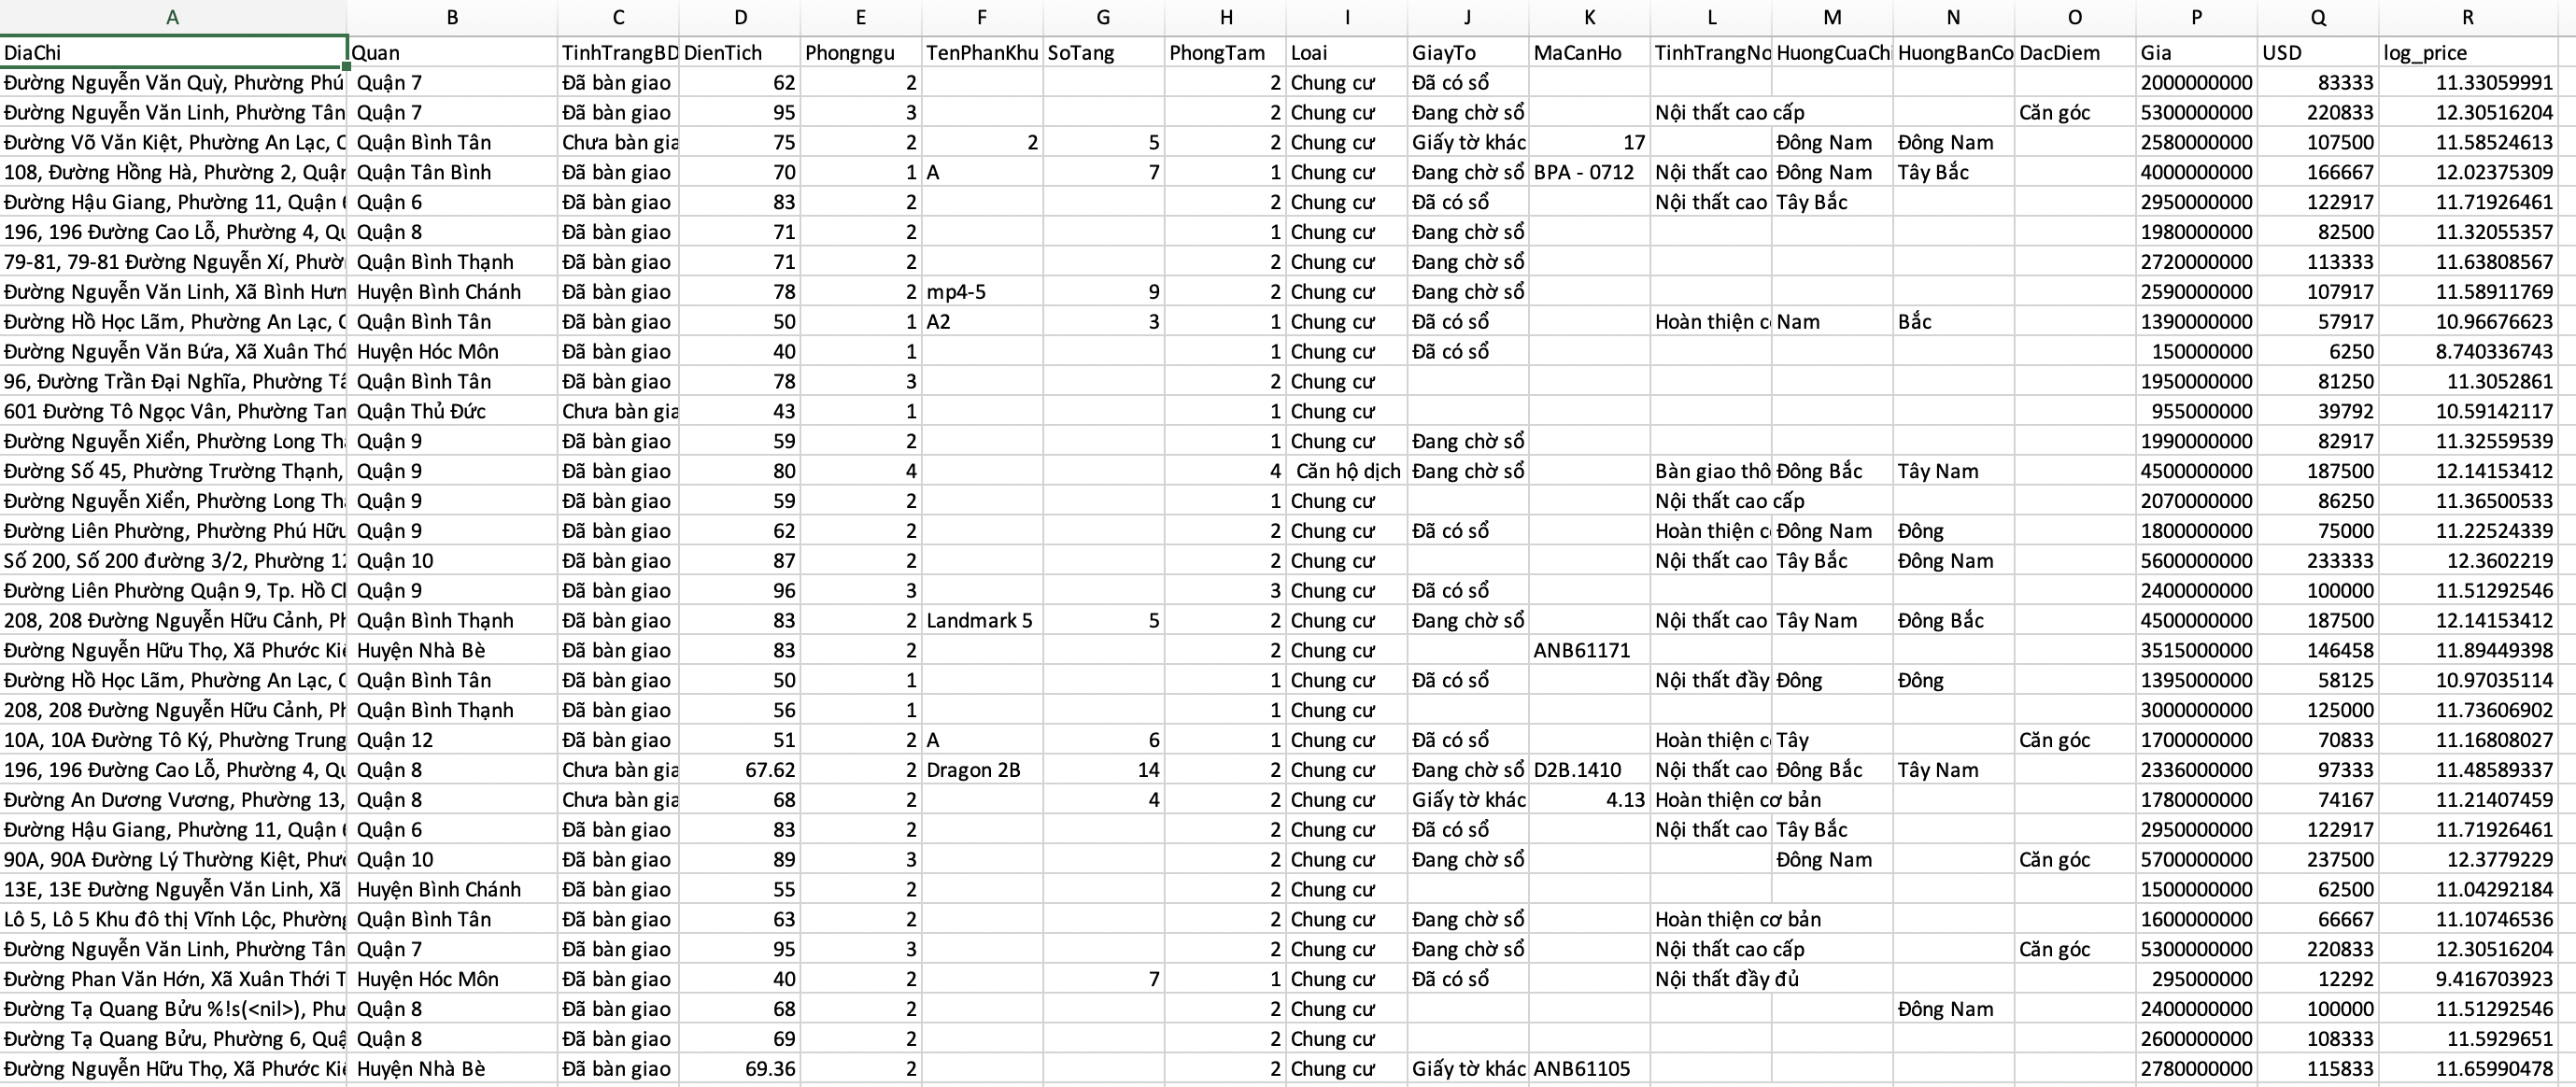 A B C D E F G H I J K L M N O P Q R
DiaChi Quan TinhTrangBD DienTich Phongngu TenPhanKhu SoTang PhongTam Loai GiayTo MaCanHo TinhTrangNo HuongCuaChi HuongBanCo DacDiem Gia USD log_price
Đường Nguyễn Văn Quỳ, Phường Phú Quận 7 Đã bàn giao 62 2 2 Chung cư Đã có sổ 2000000000 83333 11.33059991
Đường Nguyễn Văn Linh, Phường Tân Quận 7 Đã bàn giao 95 3 2 Chung cư Đang chờ sổ Nội thất cao cấp Căn góc 5300000000 220833 12.30516204
Đường Võ Văn Kiệt, Phường An Lạc, Quận Bình Tân Chưa bàn gia 75 2 2 5 2 Chung cư Giấy tờ khác 17 Đông Nam Đông Nam 2580000000 107500 11.58524613
108, Đường Hồng Hà, Phường 2, Quận Quận Tân Bình Đã bàn giao 70 1 A 7 1 Chung cư Đang chờ sổ BPA - 0712 Nội thất cao Đông Nam Tây Bắc 4000000000 166667 12.02375309
Đường Hậu Giang, Phường 11, Quận Quận 6 Đã bàn giao 83 2 2 Chung cư Đã có sổ Nội thất cao Tây Bắc 2950000000 122917 11.71926461
196, 196 Đường Cao Lỗ, Phường 4, Quận 8 Đã bàn giao 71 2 1 Chung cư Đang chờ sổ 1980000000 82500 11.32055357
79-81, 79-81 Đường Nguyễn Xí, Phườ Quận Bình Thạnh Đã bàn giao 71 2 2 Chung cư Đang chờ sổ 2720000000 113333 11.63808567
Đường Nguyễn Văn Linh, Xã Bình Hưn Huyện Bình Chánh Đã bàn giao 78 2 mp4-5 9 2 Chung cư Đang chờ sổ 2590000000 107917 11.58911769
Đường Hồ Học Lãm, Phường An Lạc, Quận Bình Tân Đã bàn giao 50 1 A2 3 1 Chung cư Đã có sổ Hoàn thiện Nam Bắc 1390000000 57917 10.96676623
Đường Nguyễn Văn Bứa, Xã Xuân Thớ Huyện Hóc Môn Đã bàn giao 40 1 1 Chung cư Đã có sổ 150000000 6250 8.740336743
96, Đường Trần Đại Nghĩa, Phường Quận Bình Tân Đã bàn giao 78 3 2 Chung cư 1950000000 81250 11.3052861
601 Đường Tô Ngọc Vân, Phường Tam Quận Thủ Đức Chưa bàn gia 43 1 1 Chung cư 955000000 39792 10.59142117
Đường Nguyễn Xiển, Phường Long Quận 9 Đã bàn giao 59 2 1 Chung cư Đang chờ sổ 1990000000 82917 11.32559539
Đường Số 45, Phường Trường Thạnh, Quận 9 Đã bàn giao 80 4 4 Căn hộ dịch Đang chờ sổ Bàn giao thô Đông Bắc Tây Nam 4500000000 187500 12.14153412
Đường Nguyễn Xiển, Phường Long Quận 9 Đã bàn giao 59 2 1 Chung cư Nội thất cao cấp 2070000000 86250 11.36500533
Đường Liên Phường, Phường Phú Hữu Quận 9 Đã bàn giao 62 2 2 Chung cư Đã có sổ Hoàn thiện Đông Nam Đông 1800000000 75000 11.22524339
Số 200, Số 200 đường 3/2, Phường 12 Quận 10 Đã bàn giao 87 2 2 Chung cư Nội thất cao Tây Bắc Đông Nam 5600000000 233333 12.3602219
Đường Liên Phường Quận 9, Tp. Hồ Quận 9 Đã bàn giao 96 3 3 Chung cư Đã có sổ 2400000000 100000 11.51292546
208, 208 Đường Nguyễn Hữu Cảnh, Quận Bình Thạnh Đã bàn giao 83 2 Landmark 5 5 2 Chung cư Đang chờ sổ Nội thất cao Tây Nam Đông Bắc 4500000000 187500 12.14153412
Đường Nguyễn Hữu Thọ, Xã Phước Huyện Nhà Bè Đã bàn giao 83 2 2 Chung cư ANB61171 3515000000 146458 11.89449398
Đường Hồ Học Lãm, Phường An Lạc, Quận Bình Tân Đã bàn giao 50 1 1 Chung cư Đã có sổ Nội thất đầy Đông Đông 1395000000 58125 10.97035114
208, 208 Đường Nguyễn Hữu Cảnh, Quận Bình Thạnh Đã bàn giao 56 1 1 Chung cư 3000000000 125000 11.73606902
10A, 10A Đường Tô Ký, Phường Trung Quận 12 Đã bàn giao 51 2 A 6 1 Chung cư Đã có sổ Hoàn thiện Tây Căn góc 1700000000 70833 11.16808027
196, 196 Đường Cao Lỗ, Phường 4, Quận 8 Chưa bàn gia 67.62 2 Dragon 2B 14 2 Chung cư Đang chờ sổ D2B.1410 Nội thất cao Đông Bắc Tây Nam 2336000000 97333 11.48589337
Đường An Dương Vương, Phường 13, Quận 8 Chưa bàn gia 68 2 4 2 Chung cư Giấy tờ khác 4.13 Hoàn thiện cơ bản 1780000000 74167 11.21407459
Đường Hậu Giang, Phường 11, Quận Quận 6 Đã bàn giao 83 2 2 Chung cư Đã có sổ Nội thất cao Tây Bắc 2950000000 122917 11.71926461
90A, 90A Đường Lý Thường Kiệt, Phư Quận 10 Đã bàn giao 89 3 2 Chung cư Đang chờ sổ Đông Nam Căn góc 5700000000 237500 12.3779229
13E, 13E Đường Nguyễn Văn Linh, Xã Huyện Bình Chánh Đã bàn giao 55 2 2 Chung cư 1500000000 62500 11.04292184
Lô 5, Lô 5 Khu đô thị Vĩnh Lộc, Phường Quận Bình Tân Đã bàn giao 63 2 2 Chung cư Đang chờ sổ Hoàn thiện cơ bản 1600000000 66667 11.10746536
Đường Nguyễn Văn Linh, Phường Tân Quận 7 Đã bàn giao 95 3 2 Chung cư Đang chờ sổ Nội thất cao cấp Căn góc 5300000000 220833 12.30516204
Đường Phan Văn Hớn, Xã Xuân Thới T Huyện Hóc Môn Đã bàn giao 40 2 7 1 Chung cư Đã có sổ Nội thất đầy đủ 295000000 12292 9.416703923
Đường Tạ Quang Bửu %!s(<nil>), Phư Quận 8 Đã bàn giao 68 2 2 Chung cư Đông Nam 2400000000 100000 11.51292546
Đường Tạ Quang Bửu, Phường 6, Quậ Quận 8 Đã bàn giao 69 2 2 Chung cư 2600000000 108333 11.5929651
Đường Nguyễn Hữu Thọ, Xã Phước Huyện Nhà Bè Đã bàn giao 69.36 2 2 Chung cư Giấy tờ khác ANB61105 2780000000 115833 11.65990478